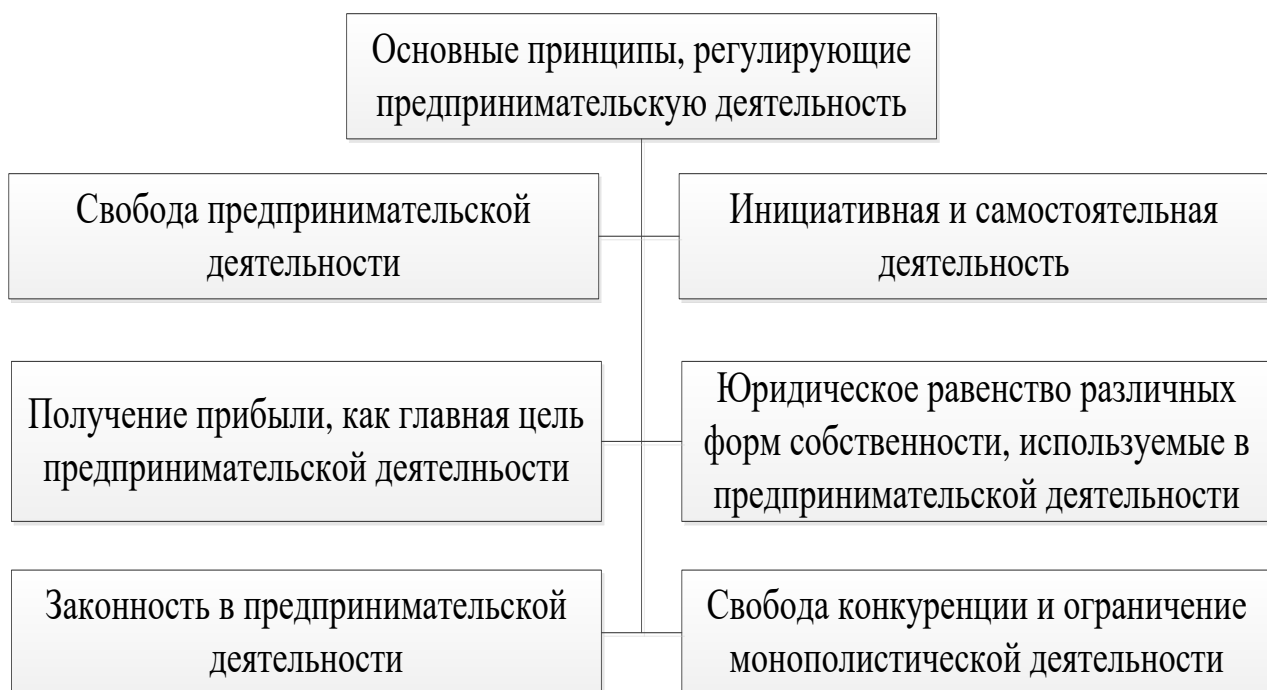 Основные принципы, регулирующие
предпринимательскую деятельность
Свобода предпринимательской
деятельности
Инициативная и самостоятельная
деятельность
Получение прибыли, как главная цель
предпринимательской деятелньости
Юридическое равенство различных
форм собственности, используемые в
предпринимательской деятельности
Законность в предпринимательской
деятельности
Свобода конкуренции и ограничение
монополистической деятельности